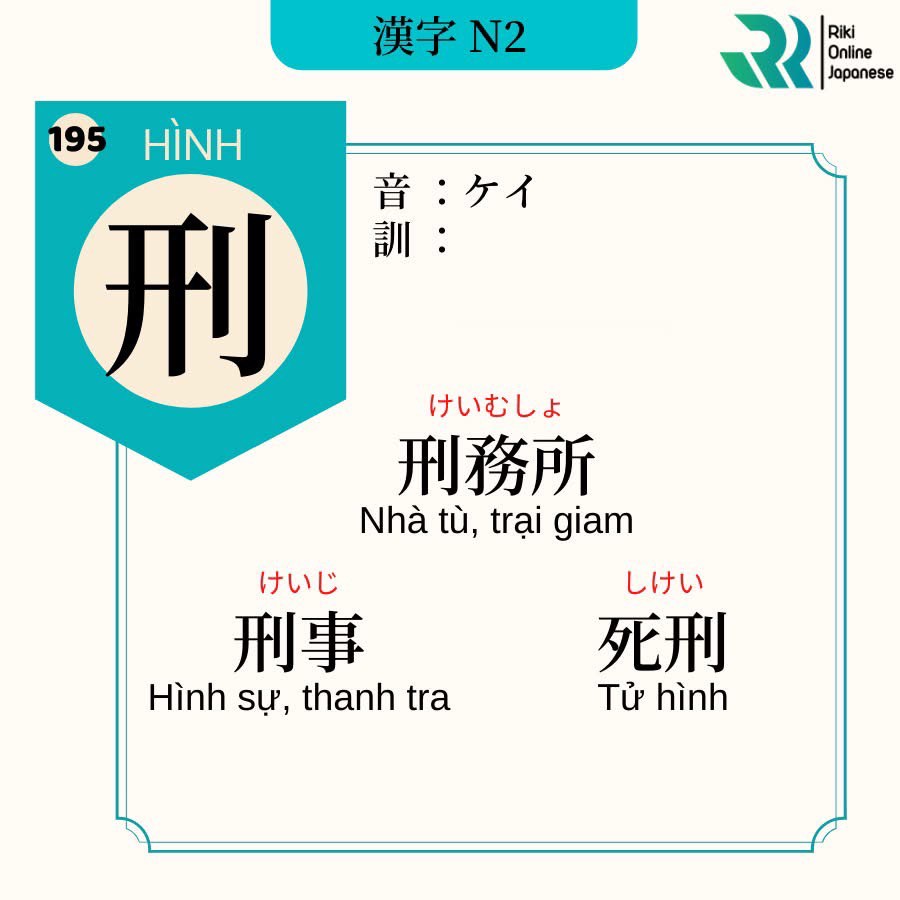 漢字 N2
Riki
Online
Japanese
195
HÌNH
刑
音 ：ケイ
訓 ：
けいむしょ
刑務所
Nhà tù, trại giam
けいじ
刑事
Hình sự, thanh tra
しけい
死刑
Tử hình